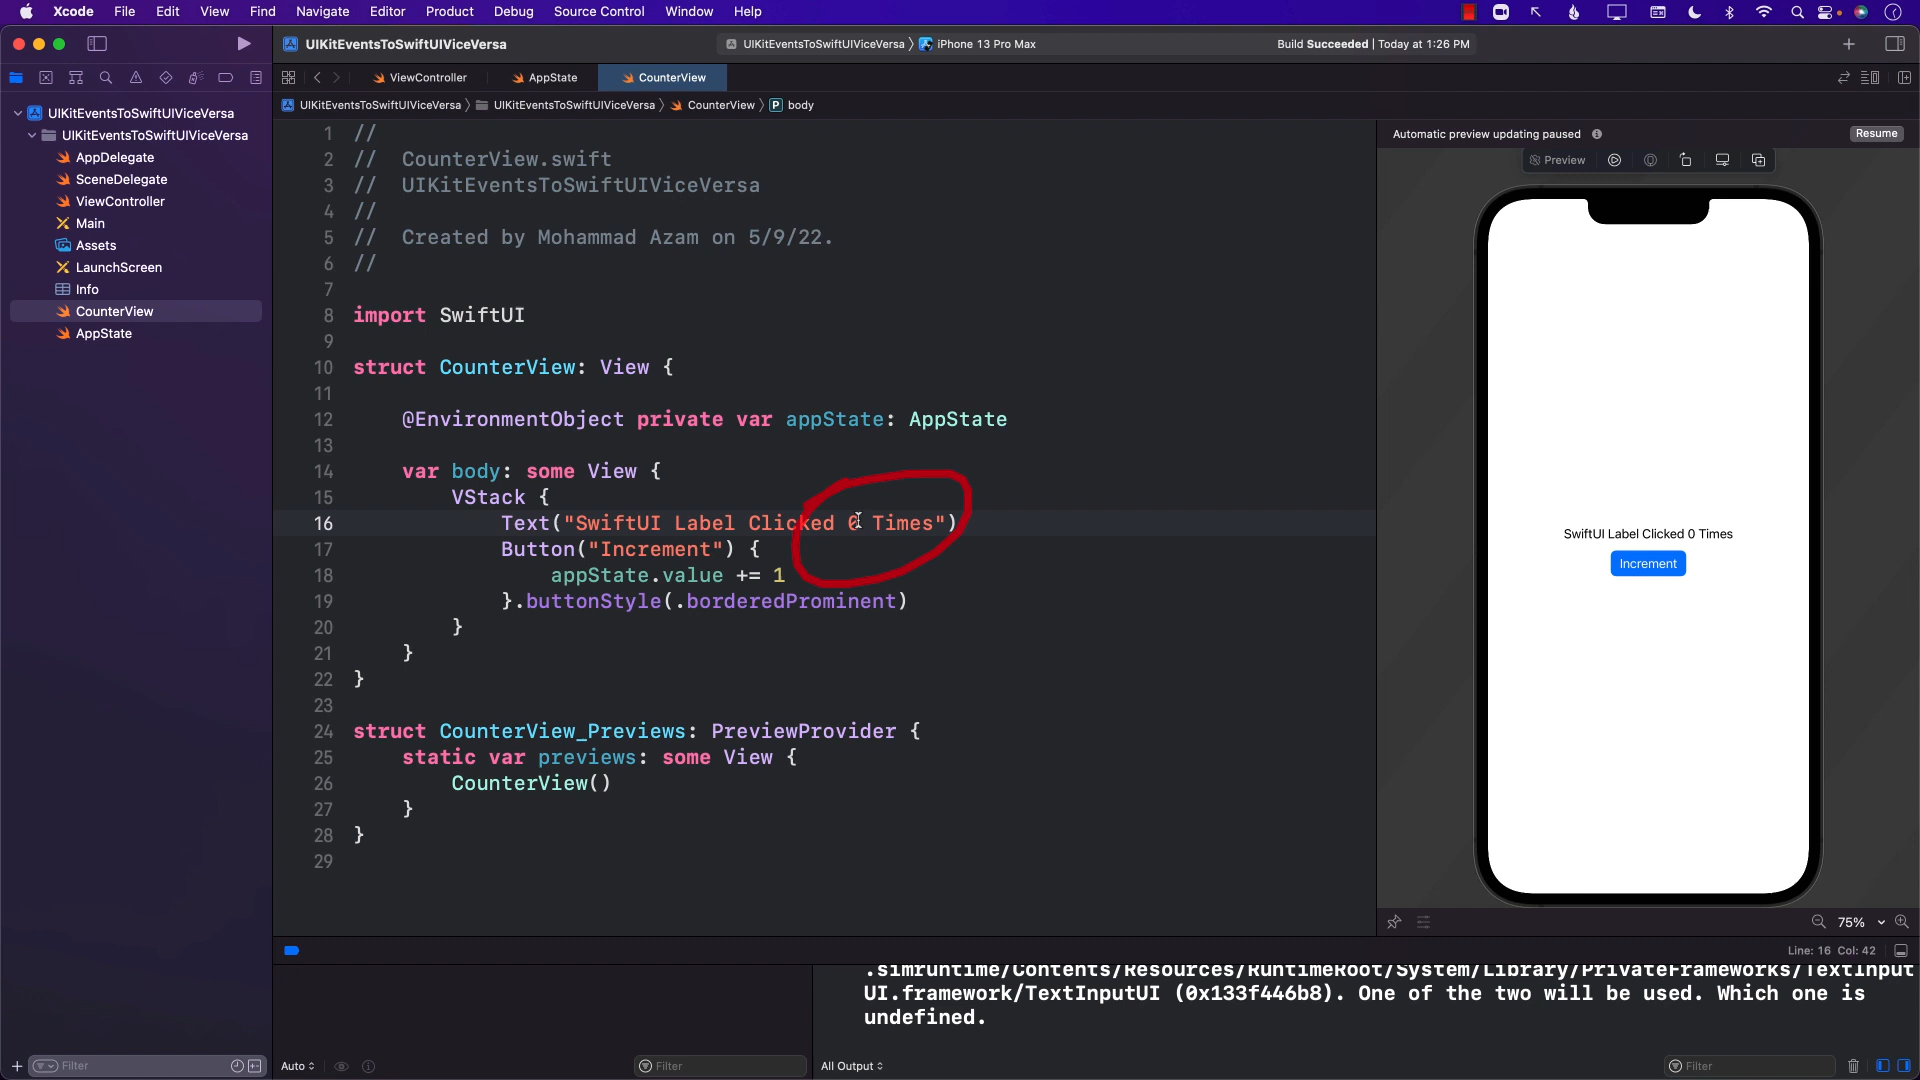 Xcode File Edit View Find Navigate Editor Product Debug Source Control Window Help
UIKitEventsToSwiftUIViceVersa
UIKitEventsToSwiftUIViceVersa iPhone 13 Pro Max
Build Succeeded | Today at 1:26 PM
ViewController AppState CounterView
UIKitEventsToSwiftUIViceVersa UIKitEventsToSwiftUIViceVersa CounterView P body
UIKitEventsToSwiftUIViceVersa
UIKitEventsToSwiftUIViceVersa
AppDelegate
SceneDelegate
ViewController
Main
Assets
LaunchScreen
Info
CounterView
AppState
Filter
1 //
2 // CounterView.swift
3 // UIKitEventsToSwiftUIViceVersa
4 //
5 // Created by Mohammad Azam on 5/9/22.
6 //
7
8 import SwiftUI
9
10 struct CounterView: View {
11
12 @EnvironmentObject private var appState: AppState
13
14 var body: some View {
15 VStack {
16 Text("SwiftUI Label Clicked 0 Times")
17 Button("Increment") {
18 appState.value += 1
19 }.buttonStyle(.borderedProminent)
20 }
21 }
22 }
23
24 struct CounterView_Previews: PreviewProvider {
25 static var previews: some View {
26 CounterView()
27 }
28 }
29
Automatic preview updating paused Resume
Preview
SwiftUI Label Clicked 0 Times
Increment
75%
Line: 16 Col: 42
.simruntime/Contents/Resources/RuntimeRoot/System/Library/PrivateFrameworks/TextInput
UI.framework/TextInputUI (0x133f446b8). One of the two will be used. Which one is
undefined.
Auto Filter All Output Filter